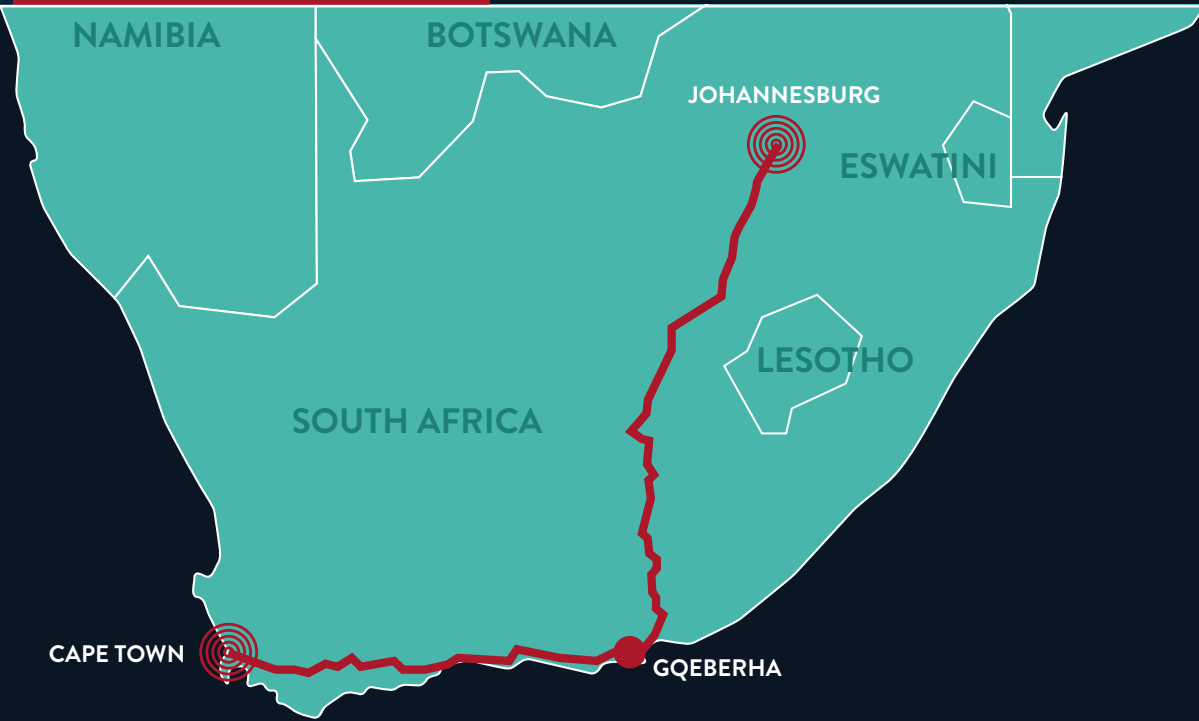 NAMIBIA
BOTSWANA
JOHANNESBURG
ESWATINI
LESOTHO
SOUTH AFRICA
CAPE TOWN
GQEBERHA